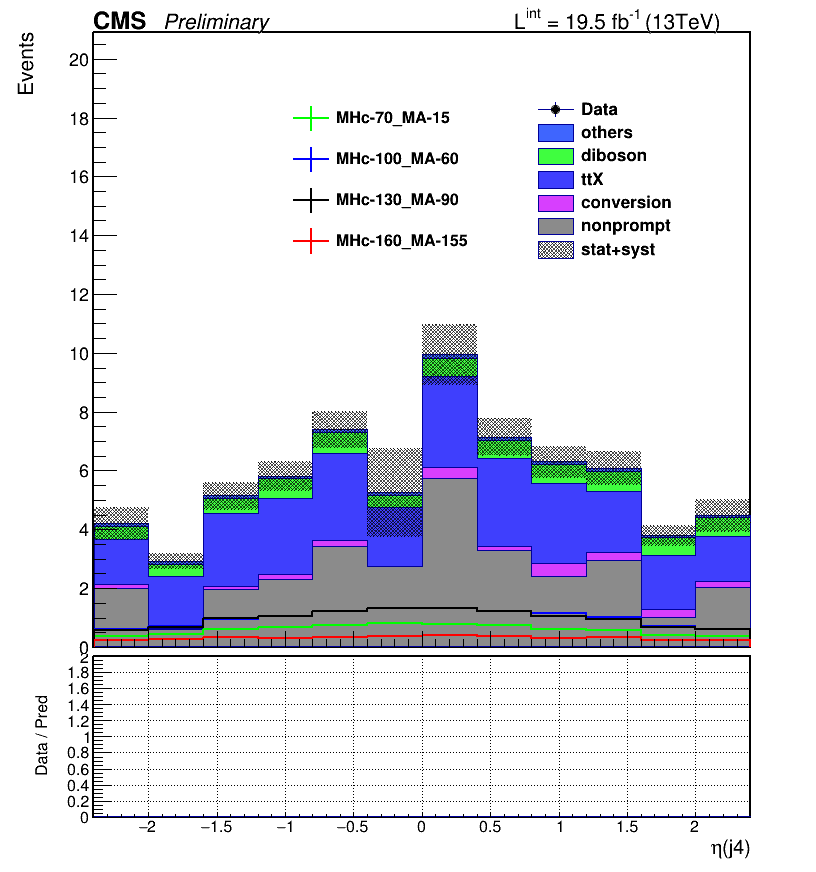 CMS Preliminary L^int = 19.5 fb^-1 (13TeV)
Events
20
18
16
14
12
10
8
6
4
2
0
MHc-70_MA-15
MHc-100_MA-60
MHc-130_MA-90
MHc-160_MA-155
Data
others
diboson
ttX
conversion
nonprompt
stat+syst
Data / Pred
2
1.8
1.6
1.4
1.2
1
0.8
0.6
0.4
0.2
0
−2 −1.5 −1 −0.5 0 0.5 1 1.5 2
η(j4)